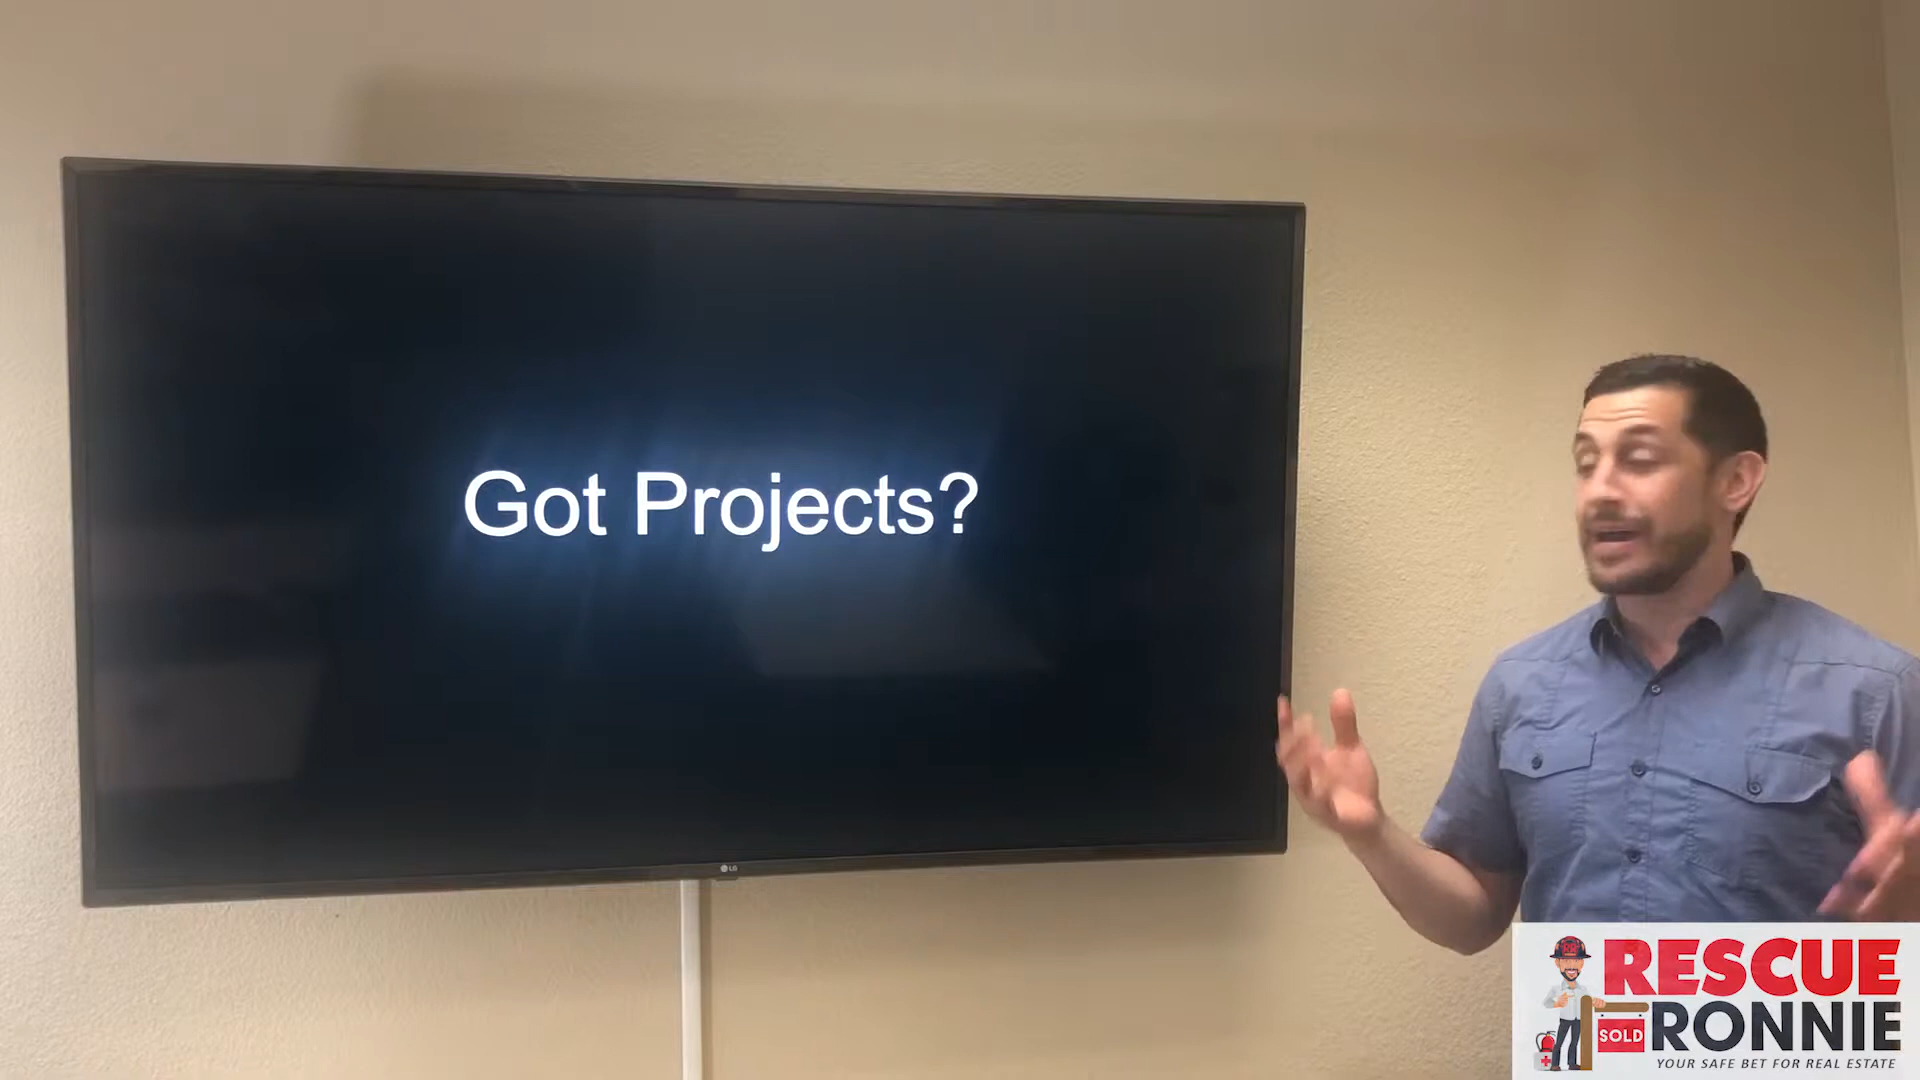 Got Projects?
LG
RESCUE
RONNIE
SOLD
YOUR SAFE BET FOR REAL ESTATE